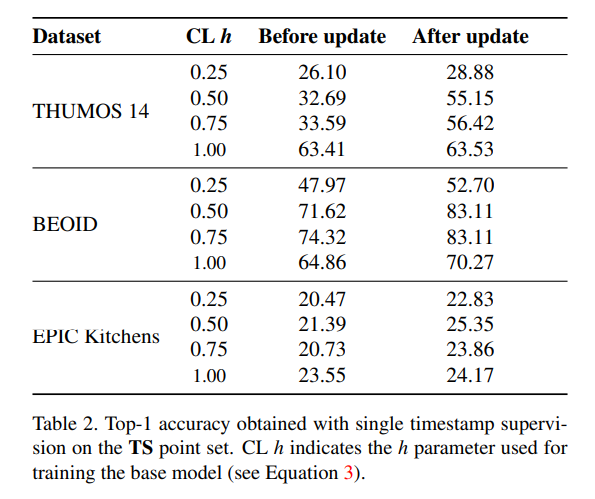 Dataset CL h Before update After update
THUMOS 14
0.25 26.10 28.88
0.50 32.69 55.15
0.75 33.59 56.42
1.00 63.41 63.53
BEOID
0.25 47.97 52.70
0.50 71.62 83.11
0.75 74.32 83.11
1.00 64.86 70.27
EPIC Kitchens
0.25 20.47 22.83
0.50 21.39 25.35
0.75 20.73 23.86
1.00 23.55 24.17
Table 2. Top-1 accuracy obtained with single timestamp supervi-
sion on the TS point set. CL h indicates the h parameter used for
training the base model (see Equation 3).